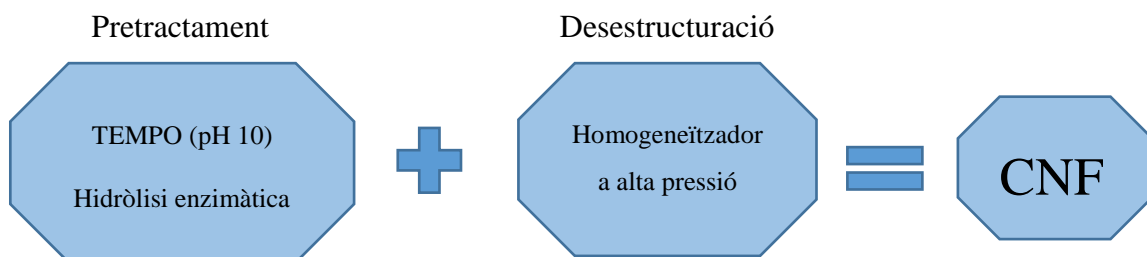 Pretractament
TEMPO (pH 10)
Hidròlisi enzimàtica
Desestructuració
Homogeneïtzador
a alta pressió
CNF